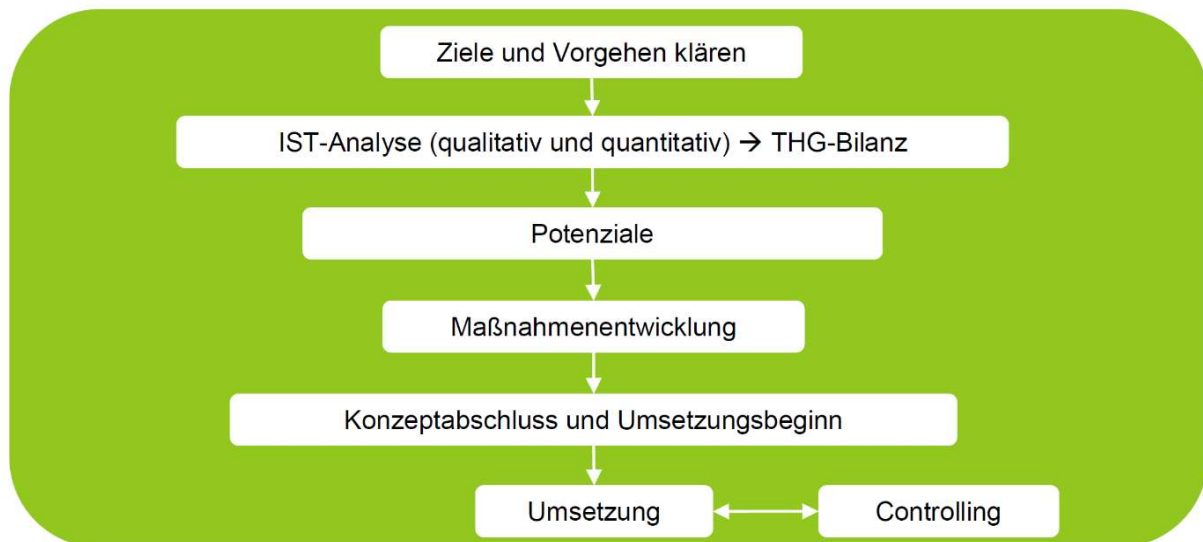 Ziele und Vorgehen klären
IST-Analyse (qualitativ und quantitativ) → THG-Bilanz
Potenziale
Maßnahmenentwicklung
Konzeptabschluss und Umsetzungsbeginn
Umsetzung
Controlling